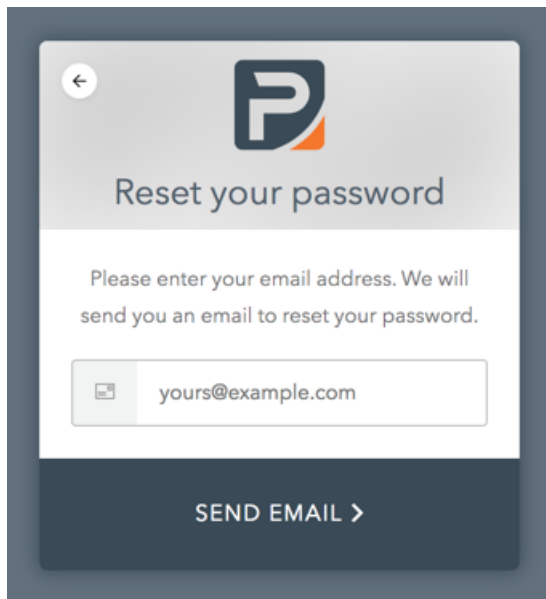 Reset your password
Please enter your email address. We will
send you an email to reset your password.
yours@example.com
SEND EMAIL